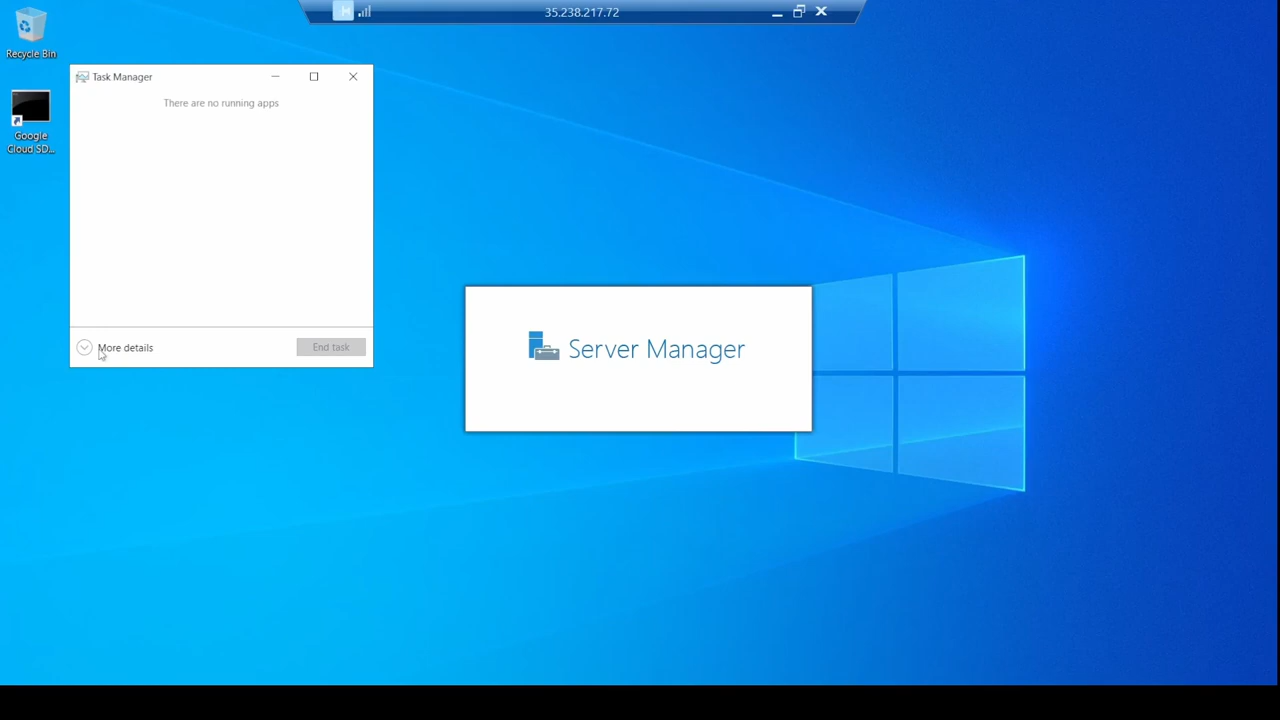 35.238.217.72
Recycle Bin
Google
Cloud SD...
Task Manager
There are no running apps
More details
End task
Server Manager